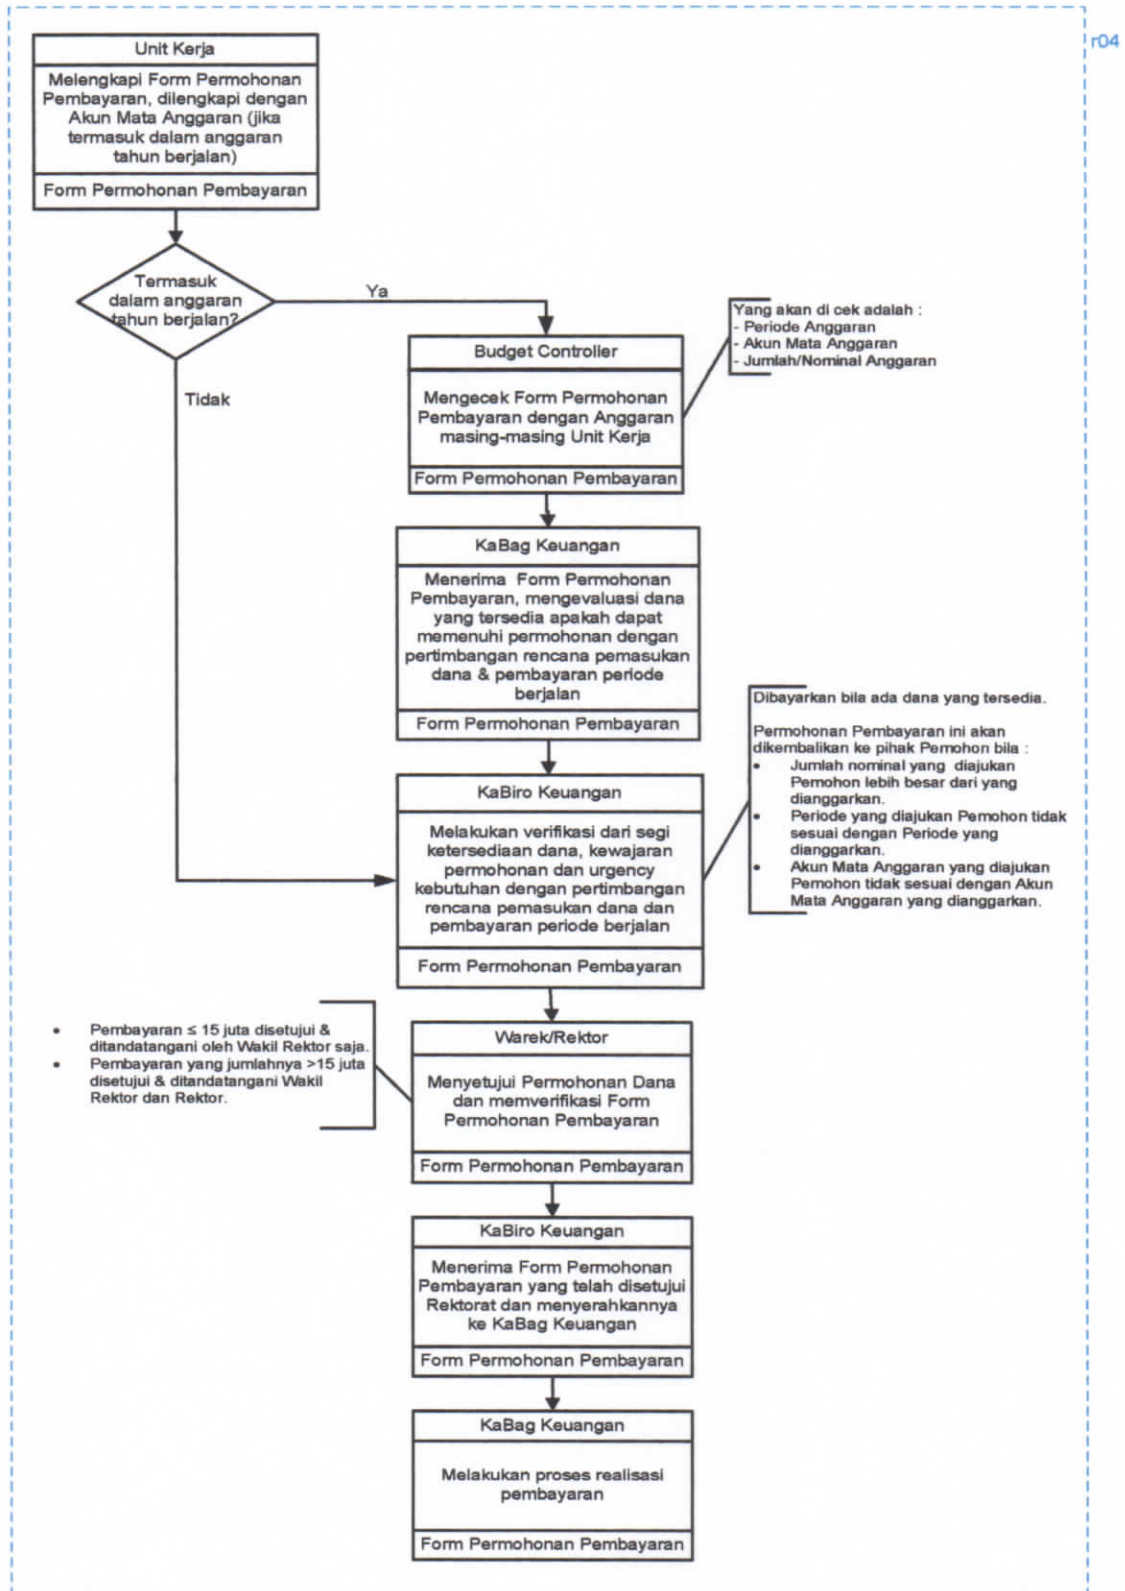 r04
Unit Kerja
Melengkapi Form Permohonan
Pembayaran, dilengkapi dengan
Akun Mata Anggaran (jika
termasuk dalam anggaran
tahun berjalan)
Form Permohonan Pembayaran
Termasuk
dalam anggaran
tahun berjalan?
Ya
Tidak
Budget Controller
Mengecek Form Permohonan
Pembayaran dengan Anggaran
masing-masing Unit Kerja
Form Permohonan Pembayaran
Yang akan di cek adalah :
- Periode Anggaran
- Akun Mata Anggaran
- Jumlah/Nominal Anggaran
KaBag Keuangan
Menerima Form Permohonan
Pembayaran, mengevaluasi dana
yang tersedia apakah dapat
memenuhi permohonan dengan
pertimbangan rencana pemasukan
dana & pembayaran periode
berjalan
Form Permohonan Pembayaran
KaBiro Keuangan
Melakukan verifikasi dari segi
ketersediaan dana, kewajaran
permohonan dan urgency
kebutuhan dengan pertimbangan
rencana pemasukan dana dan
pembayaran periode berjalan
Form Permohonan Pembayaran
Dibayarkan bila ada dana yang tersedia.
Permohonan Pembayaran ini akan
dikembalikan ke pihak Pemohon bila :
• Jumlah nominal yang diajukan
Pemohon lebih besar dari yang
dianggarkan.
• Periode yang diajukan Pemohon tidak
sesuai dengan Periode yang
dianggarkan.
• Akun Mata Anggaran yang diajukan
Pemohon tidak sesuai dengan Akun
Mata Anggaran yang dianggarkan.
• Pembayaran ≤ 15 juta disetujui &
ditandatangani oleh Wakil Rektor saja.
• Pembayaran yang jumlahnya >15 juta
disetujui & ditandatangani Wakil
Rektor dan Rektor.
Warek/Rektor
Menyetujui Permohonan Dana
dan memverifikasi Form
Permohonan Pembayaran
Form Permohonan Pembayaran
KaBiro Keuangan
Menerima Form Permohonan
Pembayaran yang telah disetujui
Rektorat dan menyerahkannya
ke KaBag Keuangan
Form Permohonan Pembayaran
KaBag Keuangan
Melakukan proses realisasi
pembayaran
Form Permohonan Pembayaran